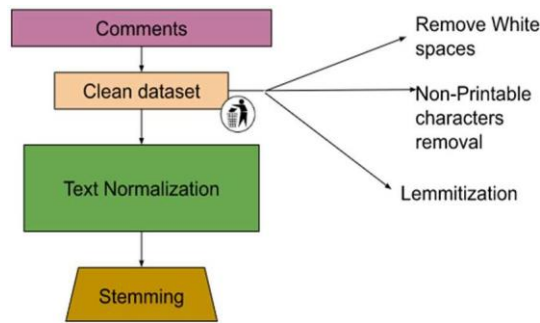 Comments
Clean dataset
Text Normalization
Stemming
Remove White
spaces
Non-Printable
characters
removal
Lemmitization